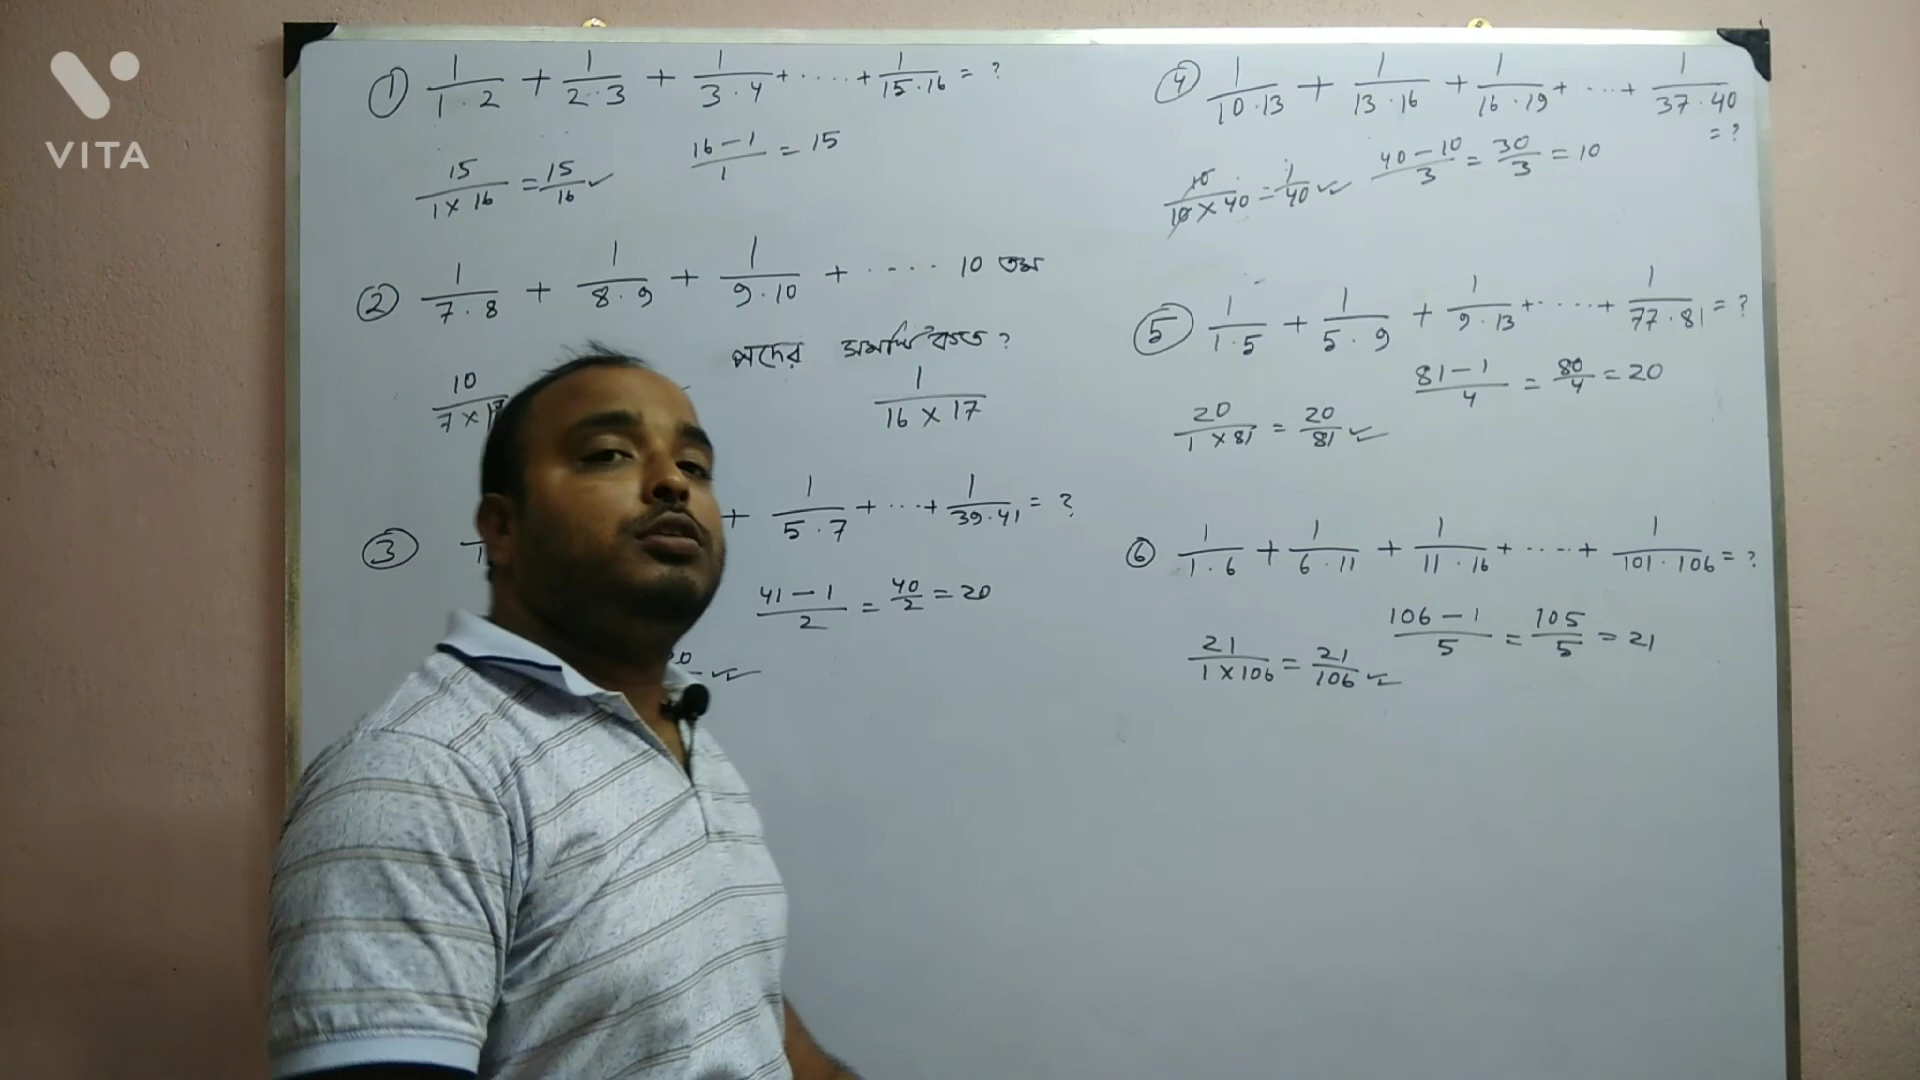 VITA
① 1/1·2 + 1/2·3 + 1/3·4 + ····· + 1/15·16 = ?
16-1/1 = 15
15/1×16 = 15/16 ✓
② 1/7·8 + 1/8·9 + 1/9·10 + ····· 10 তম
পদের সমষ্টি কত?
10/7×17
1/16×17
③ + 1/5·7 + ··· + 1/39·41 = ?
41-1/2 = 40/2 = 20
✓
④ 1/10·13 + 1/13·16 + 1/16·19 + ··· + 1/37·40
= ?
40-10/3 = 30/3 = 10
10/10×40 = 1/40 ✓
⑤ 1/1·5 + 1/5·9 + 1/9·13 + ····· + 1/77·81 = ?
81-1/4 = 80/4 = 20
20/1×81 = 20/81 ✓
⑥ 1/1·6 + 1/6·11 + 1/11·16 + ····· + 1/101·106 = ?
106-1/5 = 105/5 = 21
21/1×106 = 21/106 ✓